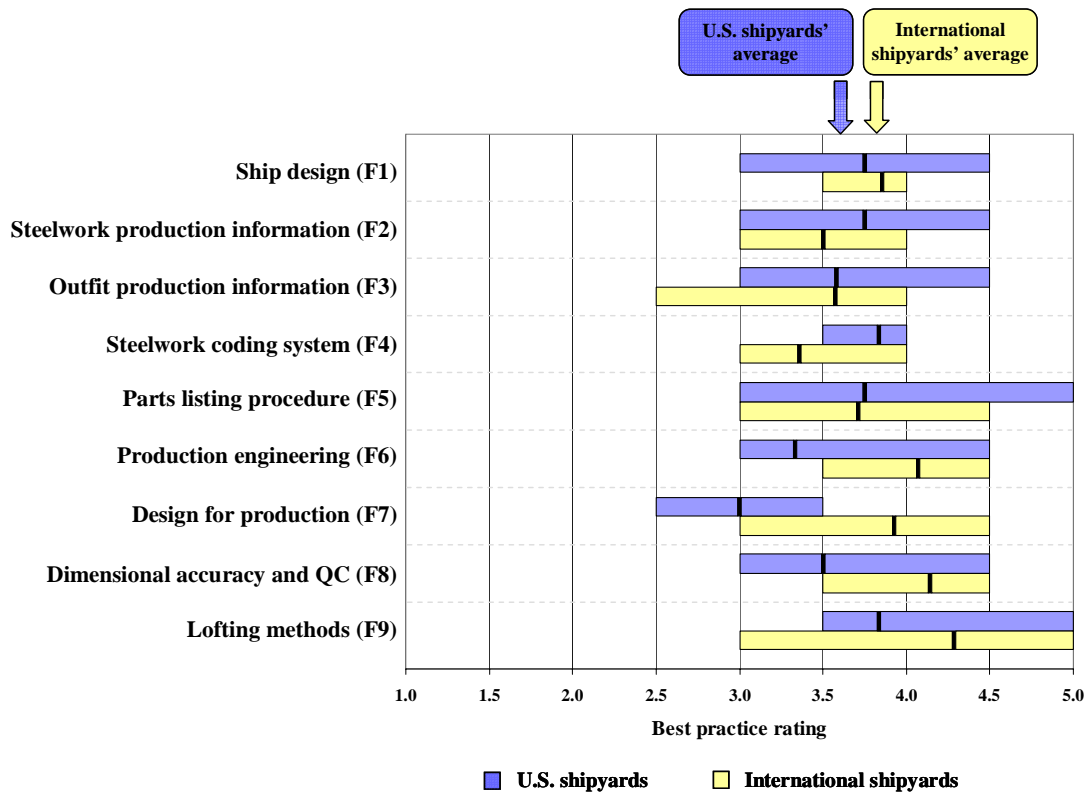 U.S. shipyards'
average
International
shipyards' average
Ship design (F1)
Steelwork production information (F2)
Outfit production information (F3)
Steelwork coding system (F4)
Parts listing procedure (F5)
Production engineering (F6)
Design for production (F7)
Dimensional accuracy and QC (F8)
Lofting methods (F9)
1.0 1.5 2.0 2.5 3.0 3.5 4.0 4.5 5.0
Best practice rating
U.S. shipyards International shipyards